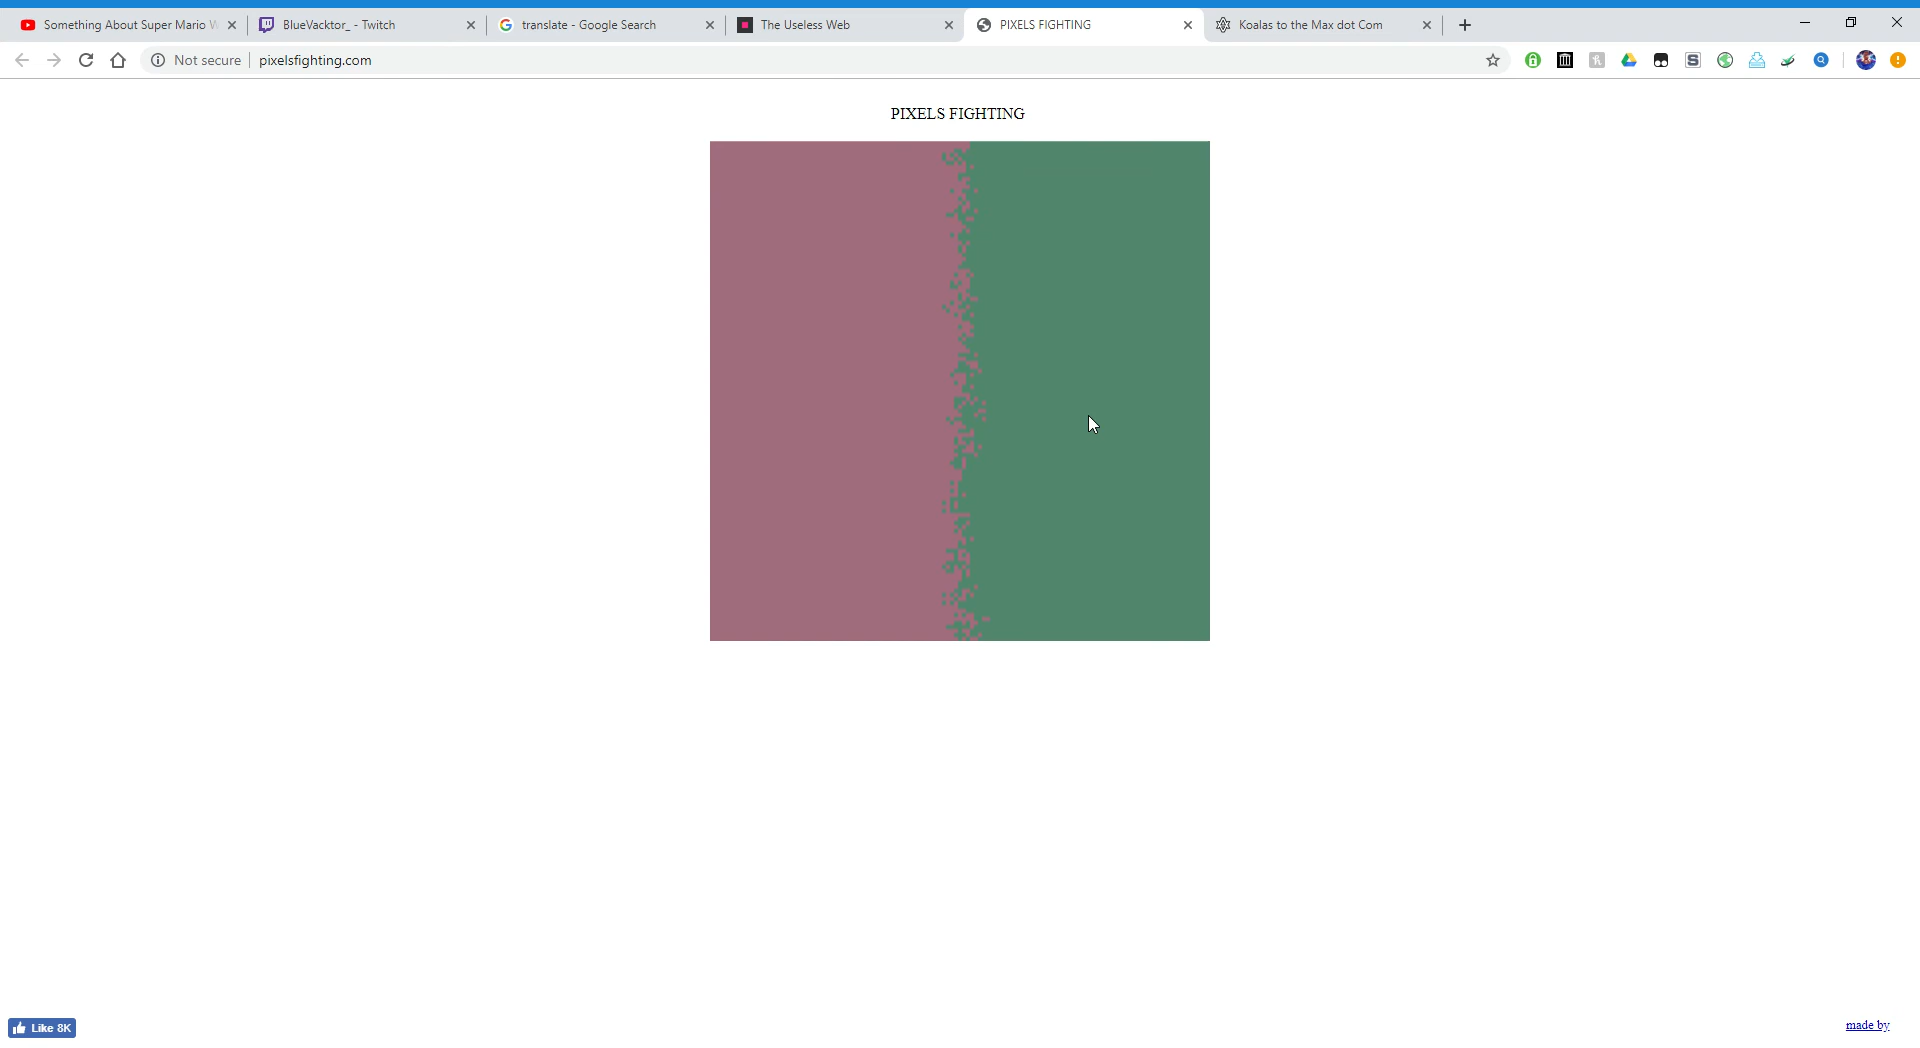 Something About Super Mario W
BlueVacktor_ - Twitch
translate - Google Search
The Useless Web
PIXELS FIGHTING
Koalas to the Max dot Com
Not secure
pixelsfighting.com
PIXELS FIGHTING
Like 8K
made by